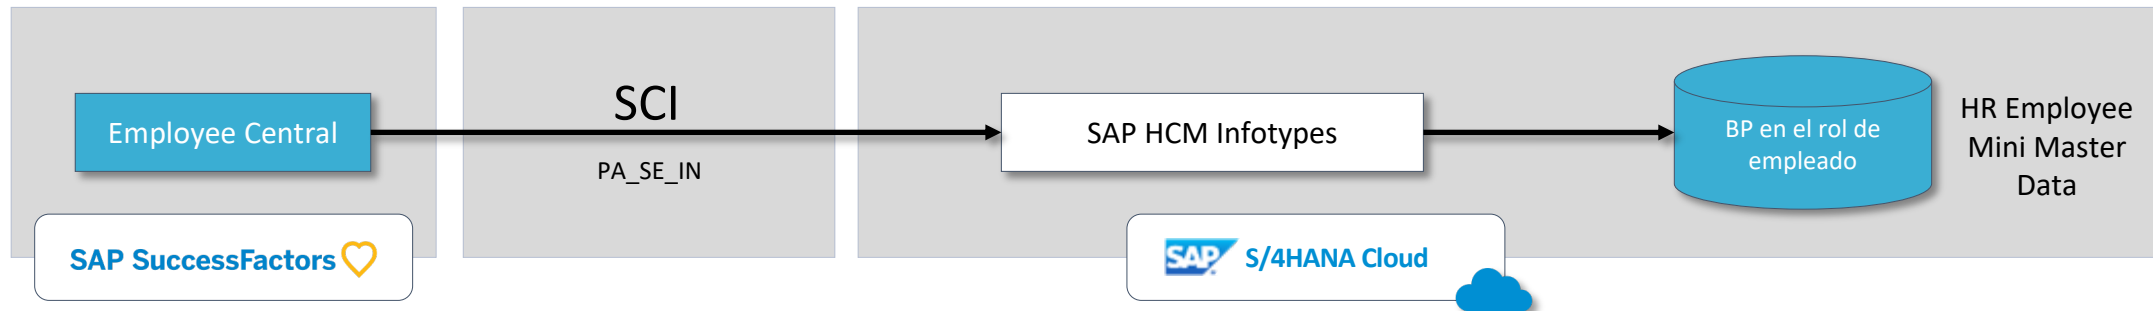 Employee Central
SAP SuccessFactors
SCI
PA_SE_IN
SAP HCM Infotypes
BP en el rol de
empleado
HR Employee
Mini Master
Data
SAP S/4HANA Cloud